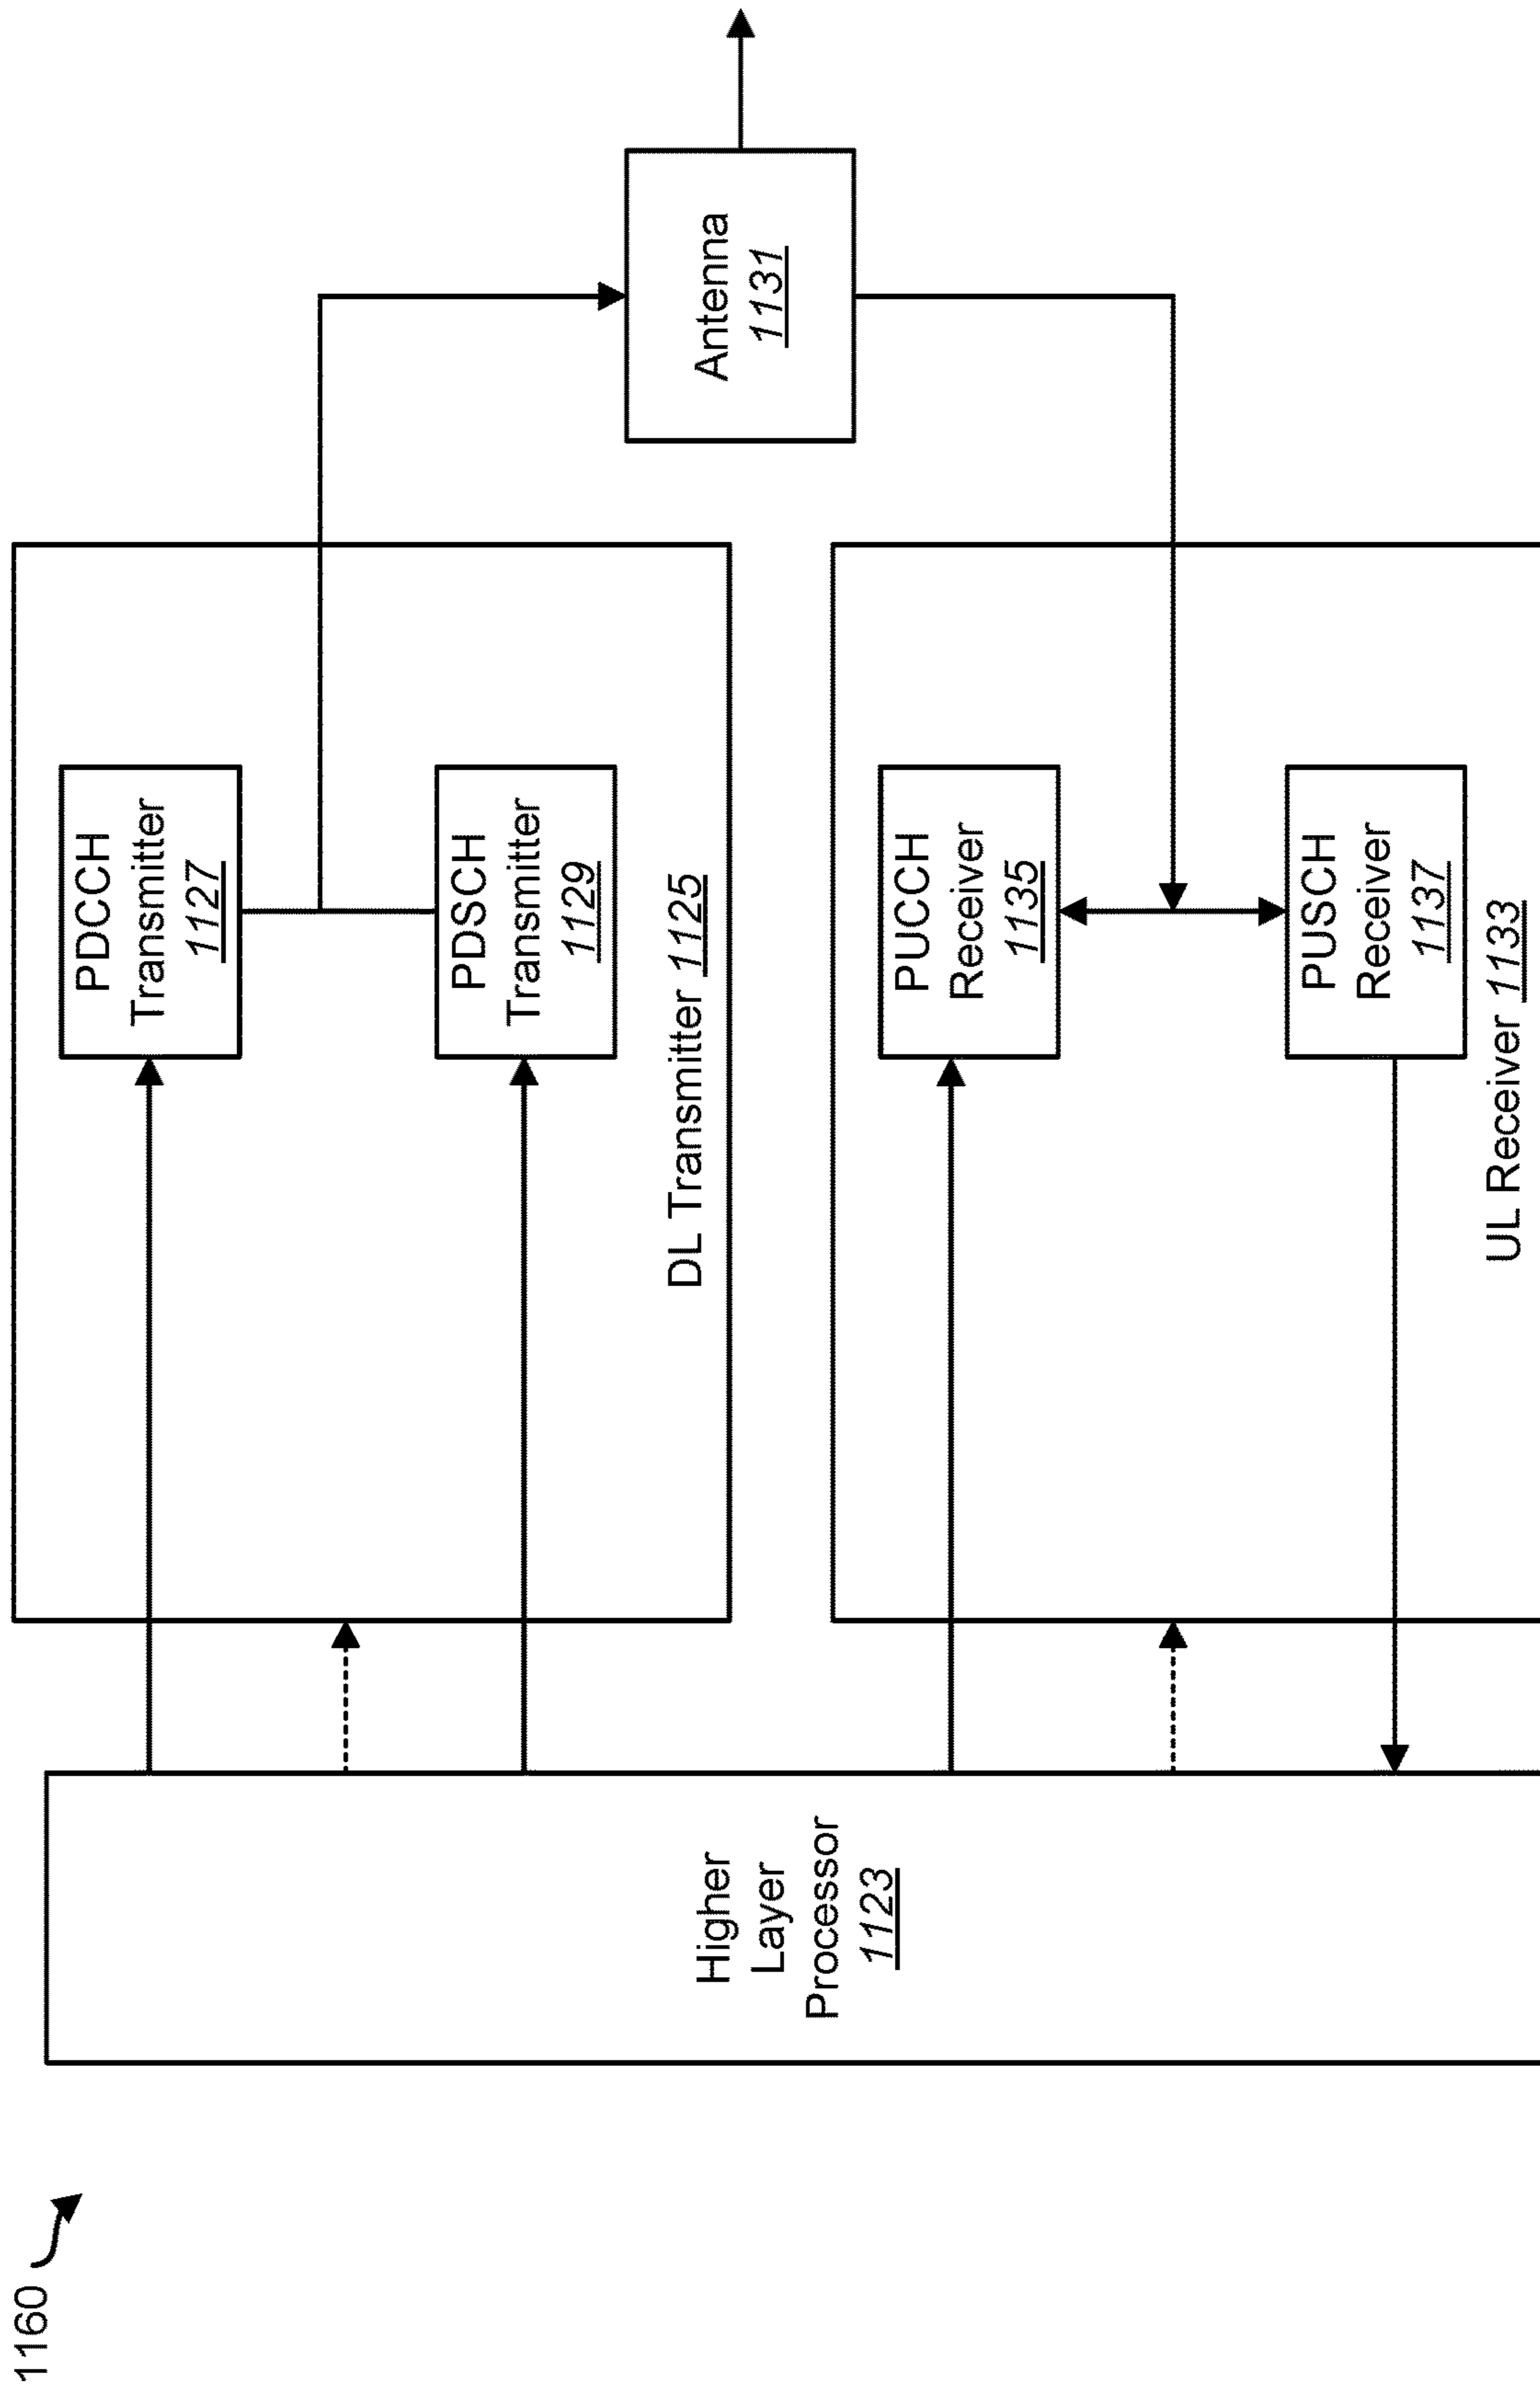 1160
Higher
Layer
Processor
1123
PDCCH
Transmitter
1127
PDSCH
Transmitter
1129
DL Transmitter 1125
PUCCH
Receiver
1135
PUSCH
Receiver
1137
UL Receiver 1133
Antenna
1131